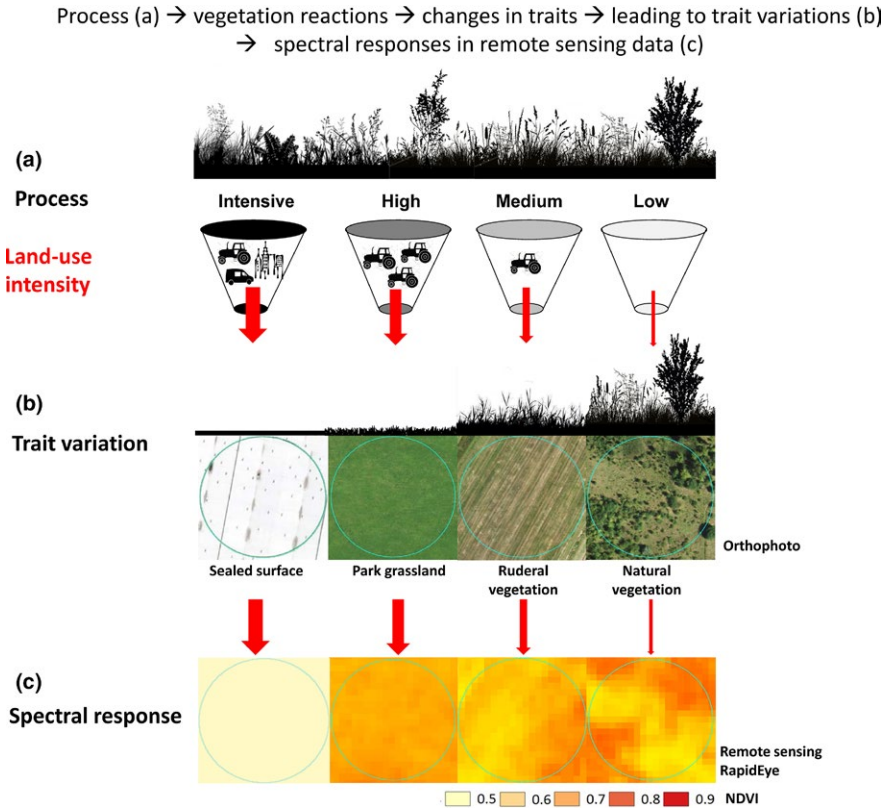 Process (a) → vegetation reactions → changes in traits → leading to trait variations (b)
→ spectral responses in remote sensing data (c)
(a)
Process
Intensive High Medium Low
Land-use
intensity
(b)
Trait variation
Orthophoto
Sealed surface Park grassland Ruderal
vegetation Natural
vegetation
(c)
Spectral response
Remote sensing
RapidEye
0.5 0.6 0.7 0.8 0.9 NDVI